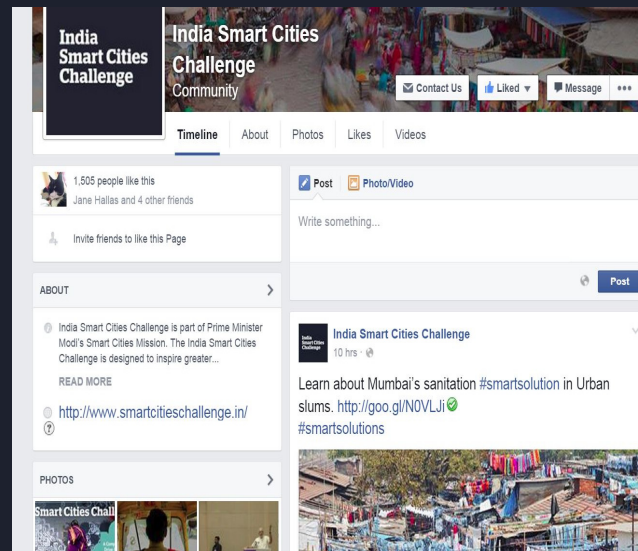 India
Smart Cities
Challenge
India Smart Cities
Challenge
Community
Contact Us
Liked
Message
Timeline
About
Photos
Likes
Videos
1,505 people like this
Jane Hallas and 4 other friends
Invite friends to like this Page
ABOUT
India Smart Cities Challenge is part of Prime Minister
Modi's Smart Cities Mission. The India Smart Cities
Challenge is designed to inspire greater...
READ MORE
http://www.smartcitieschallenge.in/
?
PHOTOS
Smart Cities Chall
Post
Photo/Video
Write something...
Post
India
Smart Cities
Challenge
India Smart Cities Challenge
10 hrs ·
Learn about Mumbai's sanitation #smartsolution in Urban
slums. http://goo.gl/N0VLJi
#smartsolutions